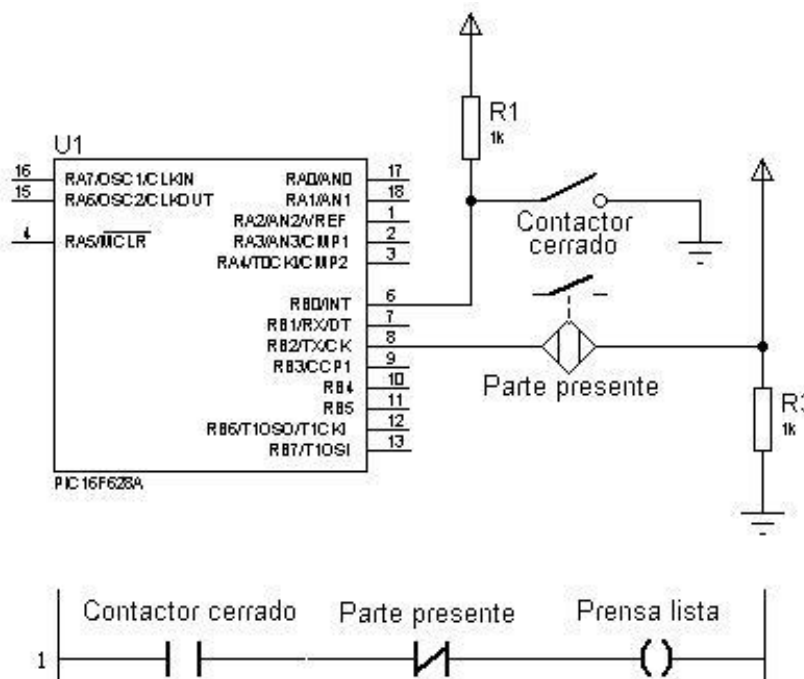 R1
1k
U1
16 RA7/OSC1/CLKIN
15 RA6/OSC2/CLKOUT
4 RA5/MCLR
RA0/AN0 17
RA1/AN1 18
RA2/AN2/VREF 1
RA3/AN3/CMP1 2
RA4/T0CKI/CMP2 3
RB0/INT 6
RB1/RX/DT 7
RB2/TX/CK 8
RB3/CCP1 9
RB4 10
RB5 11
RB6/T1OSO/T1CKI 12
RB7/T1OSI 13
PIC16F628A
Contactor
cerrado
Parte presente
R3
1k
Contactor cerrado Parte presente Prensa lista
1